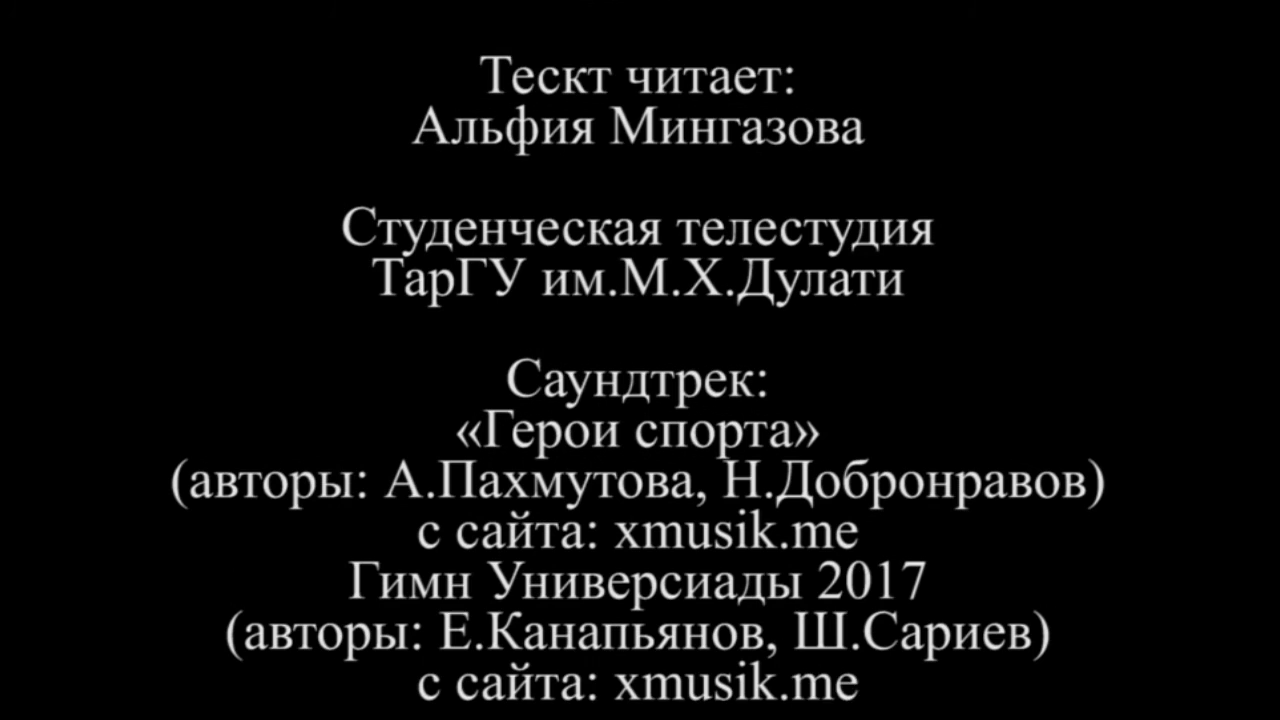 Тескт читает:
Альфия Мингазова
Студенческая телестудия
ТарГУ им.М.Х.Дулати
Саундтрек:
«Герои спорта»
(авторы: А.Пахмутова, Н.Добронравов)
с сайта: xmusik.me
Гимн Универсиады 2017
(авторы: Е.Канапьянов, Ш.Сариев)
с сайта: xmusik.me